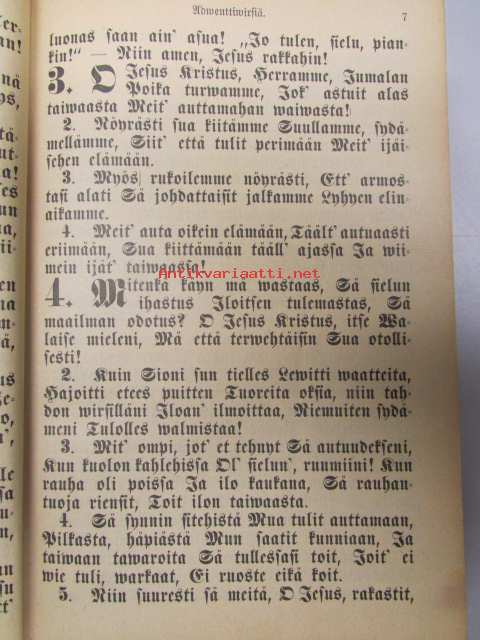 Adwenttiwirsiä. 7
luonas saan ain' asua! „Jo tulen, sielu, pian-
kin!“ — Niin amen, Jesus rakkahin!
3. O Jesus Kristus, Herramme, Jumalan
Poika turwamme, Jok' astuit alas
taiwaasta Meit' auttamahan waiwasta!
2. Nöyrästi sua kiitämme Suullamme, sydä-
mellämme, Siit' että tulit perimään Meit' ijäi-
sehen elämään.
3. Myös rukoilemme nöyrästi, Ett' armos-
tasi alati Sä johdattaisit jalkamme Lyhyen elin-
aikamme.
4. Meit' auta oikein elämään, Täält' autuaasti
eriimään, Sua kiittämään tääll' ajassa Ja wii-
mein ijät' taiwaassa!
Antikvariaatti.net
4. Mitenkä käyn mä wastaas, Sä sielun
ihastus Iloitsen tulemastas, Sä
maailman odotus? O Jesus Kristus, itse Wa-
laise mieleni, Mä että terwehtäisin Sua otolli-
sesti!
2. Kuin Sioni sun tielles Lewitti waatteita,
Hajoitti etees puitten Tuoreita oksia, niin tah-
don wirsilläni Iloan' ilmoittaa, Riemuiten sydä-
meni Tulolles walmistaa!
3. Mit' ompi, jot' et tehnyt Sä autuudekseni,
Kun kuolon kahlehissa Ol' sielun', ruumiini! Kun
rauha oli poissa Ja ilo kaukana, Sä rauhan-
tuoja riensit, Toit ilon taiwaasta.
4. Sä synnin sitehistä Mua tulit auttamaan,
Pilkasta, häpiästä Mun saatit kunniaan, Ja
taiwaan tawaroita Sä tullessasi toit, Joit' ei
wie tuli, warkaat, Ei ruoste eikä koit.
5. Niin suuresti sä meitä, O Jesus, rakastit,